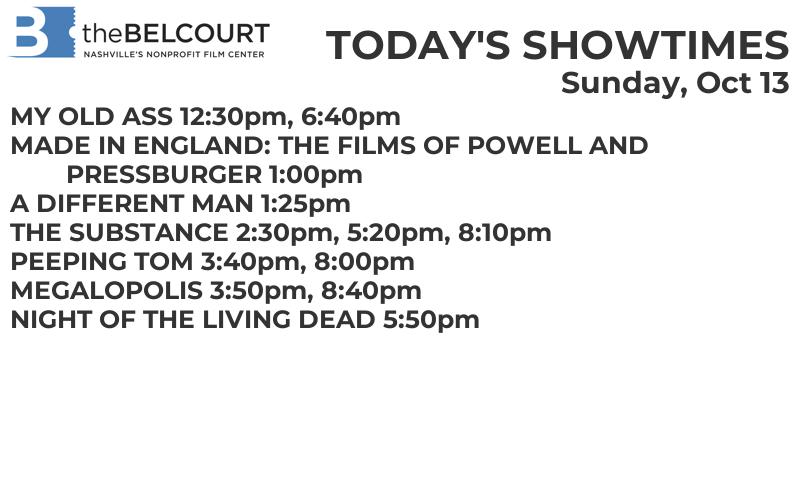 B theBELCOURT
NASHVILLE'S NONPROFIT FILM CENTER
TODAY'S SHOWTIMES
Sunday, Oct 13
MY OLD ASS 12:30pm, 6:40pm
MADE IN ENGLAND: THE FILMS OF POWELL AND
PRESSBURGER 1:00pm
A DIFFERENT MAN 1:25pm
THE SUBSTANCE 2:30pm, 5:20pm, 8:10pm
PEEPING TOM 3:40pm, 8:00pm
MEGALOPOLIS 3:50pm, 8:40pm
NIGHT OF THE LIVING DEAD 5:50pm